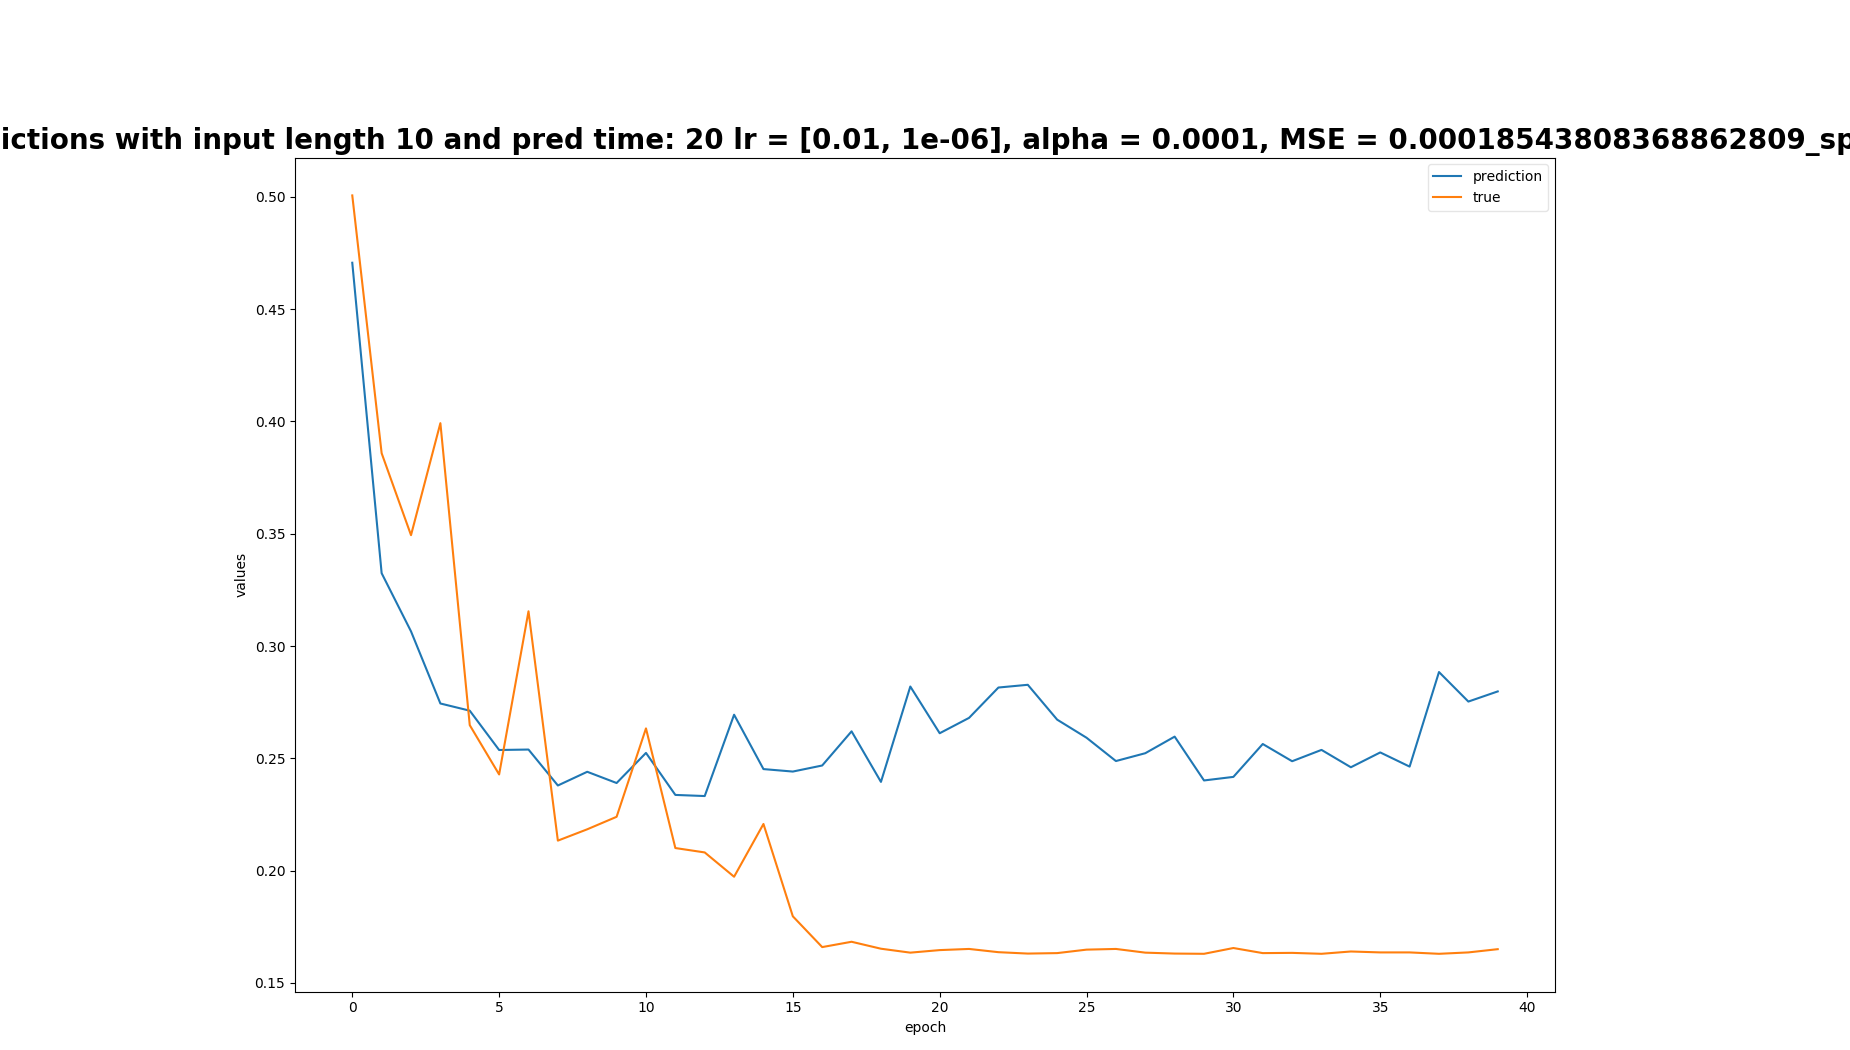 ictions with input length 10 and pred time: 20 lr = [0.01, 1e-06], alpha = 0.0001, MSE = 0.00018543808368862809_sp
prediction
true
0.50
0.45
0.40
0.35
0.30
0.25
0.20
0.15
values
0 5 10 15 20 25 30 35 40
epoch